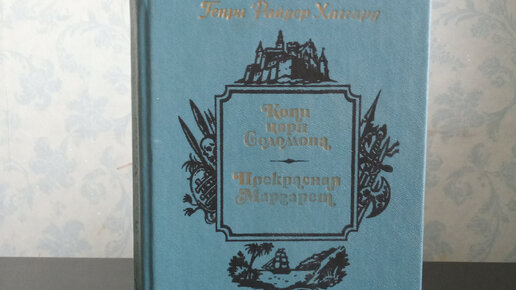 Генри Райдер Хаггард
Копи
царя
Соломона
Прекрасная
Маргарет